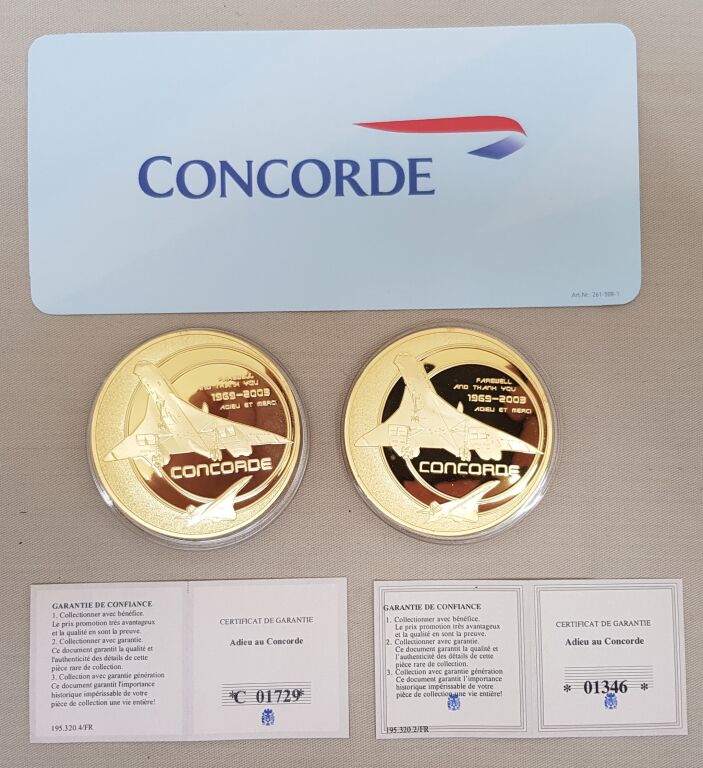 CONCORDE
Art.Nr.: 261-508-1
FAREWELL
AND THANK YOU
1969-2003
ADIEU ET MERCI
CONCORDE
FAREWELL
AND THANK YOU
1969-2003
ADIEU ET MERCI
CONCORDE
GARANTIE DE CONFIANCE
1. Collectionner avec bénéfice.
Le prix promotion très avantageux
et la qualité en sont la preuve.
2. Collectionner avec garantie.
Ce document garantit la qualité et
l'authenticité des détails de cette
pièce rare de collection.
3. Collection avec garantie génération
Ce document garantit l'importance
historique impérissable de votre
pièce de collection une vie entière!
195.320.4/FR
CERTIFICAT DE GARANTIE
Adieu au Concorde
*C 01729*
GARANTIE DE CONFIANCE
1. Collectionner avec bénéfice.
Le prix promotion très avantageux
et la qualité en sont la preuve.
2. Collectionner avec garantie.
Ce document garantit la qualité et
l'authenticité des détails de cette
pièce rare de collection.
3. Collection avec garantie génération
Ce document garantit l'importance
historique impérissable de votre
pièce de collection une vie entière!
195.320.2/FR
CERTIFICAT DE GARANTIE
Adieu au Concorde
* 01346 *